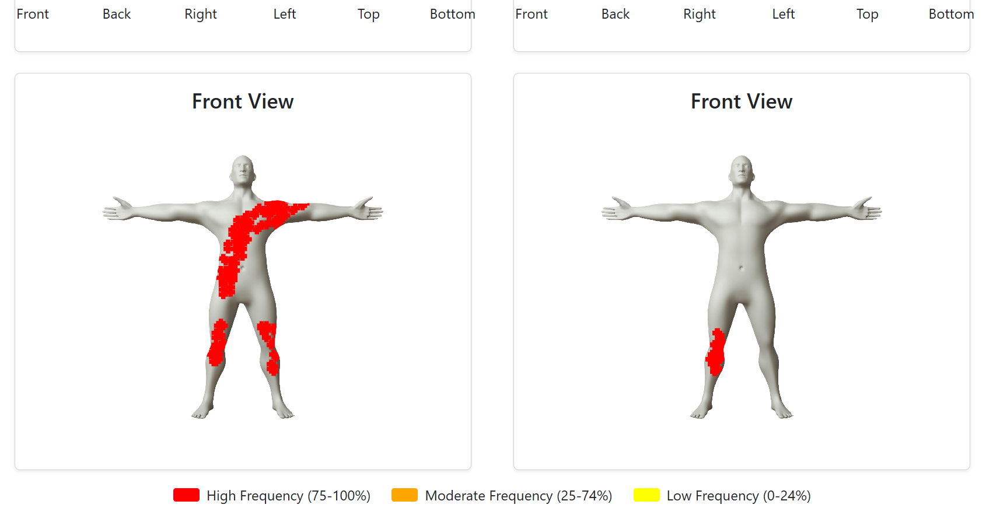 Front Back Right Left Top Bottom Front Back Right Left Top Bottom
Front View
Front View
High Frequency (75-100%) Moderate Frequency (25-74%) Low Frequency (0-24%)